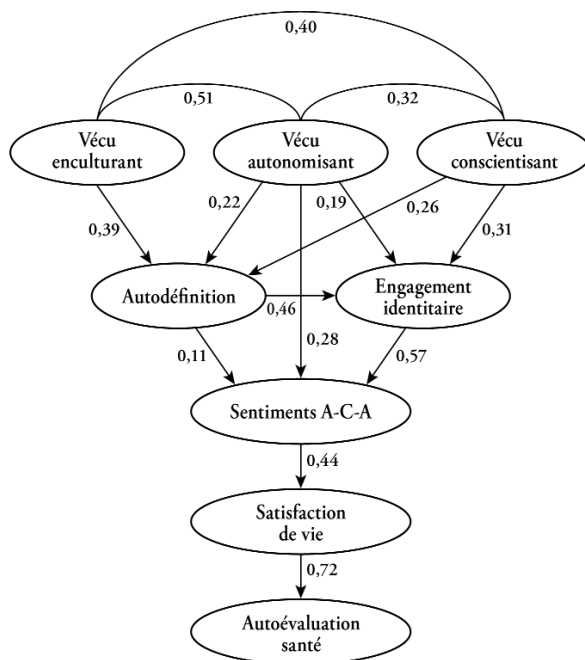 0,40
0,51
0,32
Vécu
enculturant
Vécu
autonomisant
Vécu
conscientisant
0,39
0,22
0,19
0,26
0,31
Autodéfinition
0,46
Engagement
identitaire
0,11
0,28
0,57
Sentiments A-C-A
0,44
Satisfaction
de vie
0,72
Autoévaluation
santé